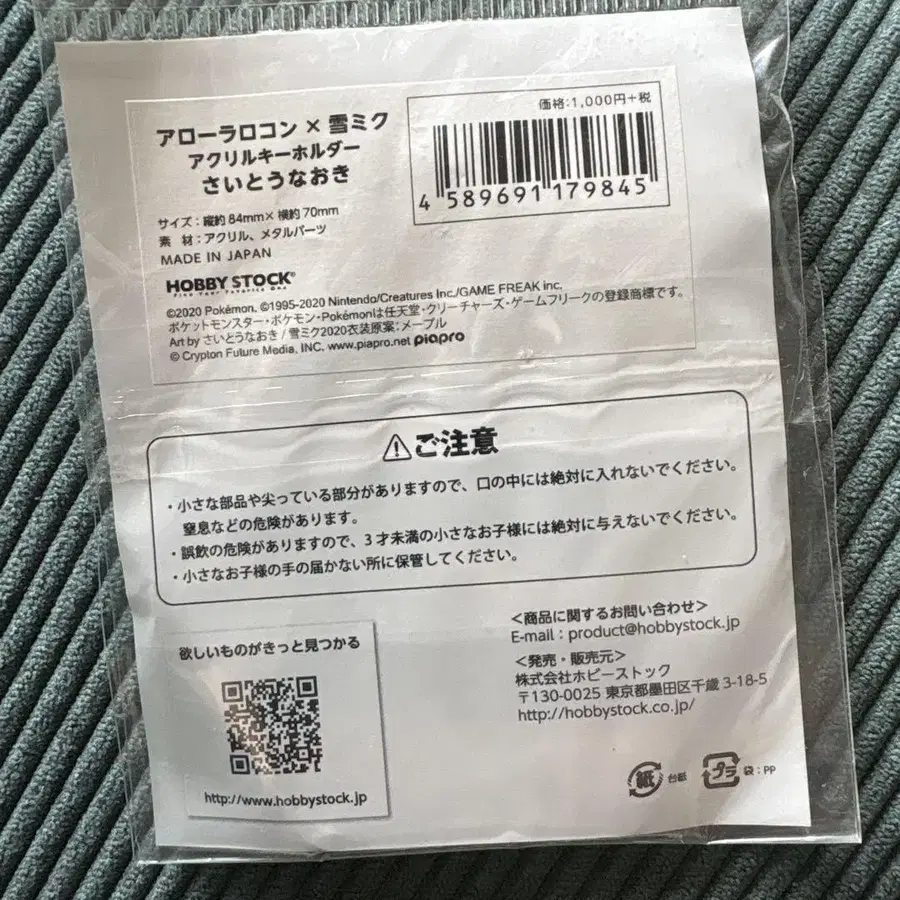 アローラロコン × 雪ミク
アクリルキーホルダー
さいとうなおき
サイズ：縦約84mm×横約70mm
素　材：アクリル、メタルパーツ
MADE IN JAPAN
HOBBY STOCK®
Find Your Favorite One
価格：1,000円+税
4 589691 179845
©2020 Pokémon. ©1995-2020 Nintendo/Creatures Inc./GAME FREAK inc.
ポケットモンスター・ポケモン・Pokémonは任天堂・クリーチャーズ・ゲームフリークの登録商標です。
Art by さいとうなおき / 雪ミク2020衣装原案：メープル
© Crypton Future Media, INC. www.piapro.net piapro
⚠ご注意
・小さな部品や尖っている部分がありますので、口の中には絶対に入れないでください。
窒息などの危険があります。
・誤飲の危険がありますので、3才未満の小さなお子様には絶対に与えないでください。
・小さなお子様の手の届かない所に保管してください。
欲しいものがきっと見つかる
http://www.hobbystock.jp
＜商品に関するお問い合わせ＞
E-mail：product@hobbystock.jp
＜発売・販売元＞
株式会社ホビーストック
〒130-0025 東京都墨田区千歳 3-18-5
http://hobbystock.co.jp/
紙 台紙 プラ 袋：PP